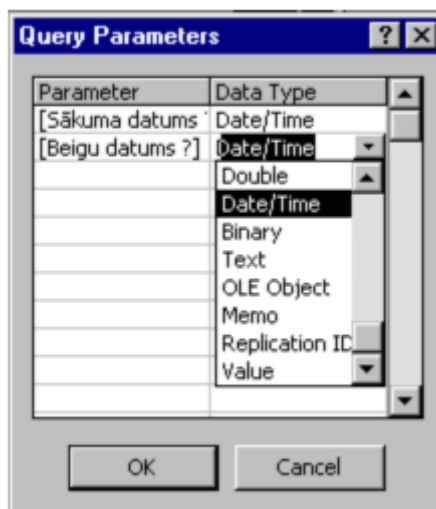 Query Parameters
Parameter Data Type
[Sākuma datums Date/Time
[Beigu datums ?] Date/Time
Double
Date/Time
Binary
Text
OLE Object
Memo
Replication ID
Value
OK Cancel